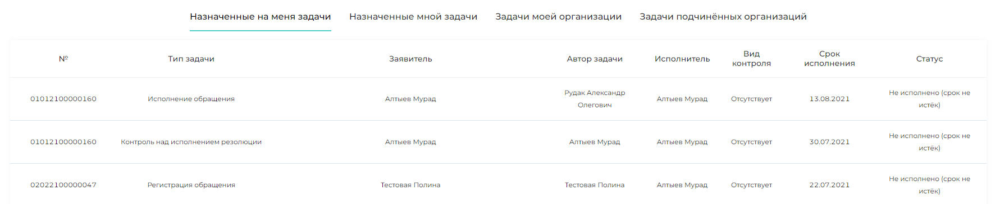 Назначенные на меня задачи Назначенные мной задачи Задачи моей организации Задачи подчинённых организаций
№ Тип задачи Заявитель Автор задачи Исполнитель Вид контроля Срок исполнения Статус
01012100000160 Исполнение обращения Алтыев Мурад Рудак Александр Олегович Алтыев Мурад Отсутствует 13.08.2021 Не исполнено (срок не истёк)
01012100000160 Контроль над исполнением резолюции Алтыев Мурад Алтыев Мурад Алтыев Мурад Отсутствует 30.07.2021 Не исполнено (срок не истёк)
02022100000047 Регистрация обращения Тестовая Полина Тестовая Полина Алтыев Мурад Отсутствует 22.07.2021 Не исполнено (срок не истёк)